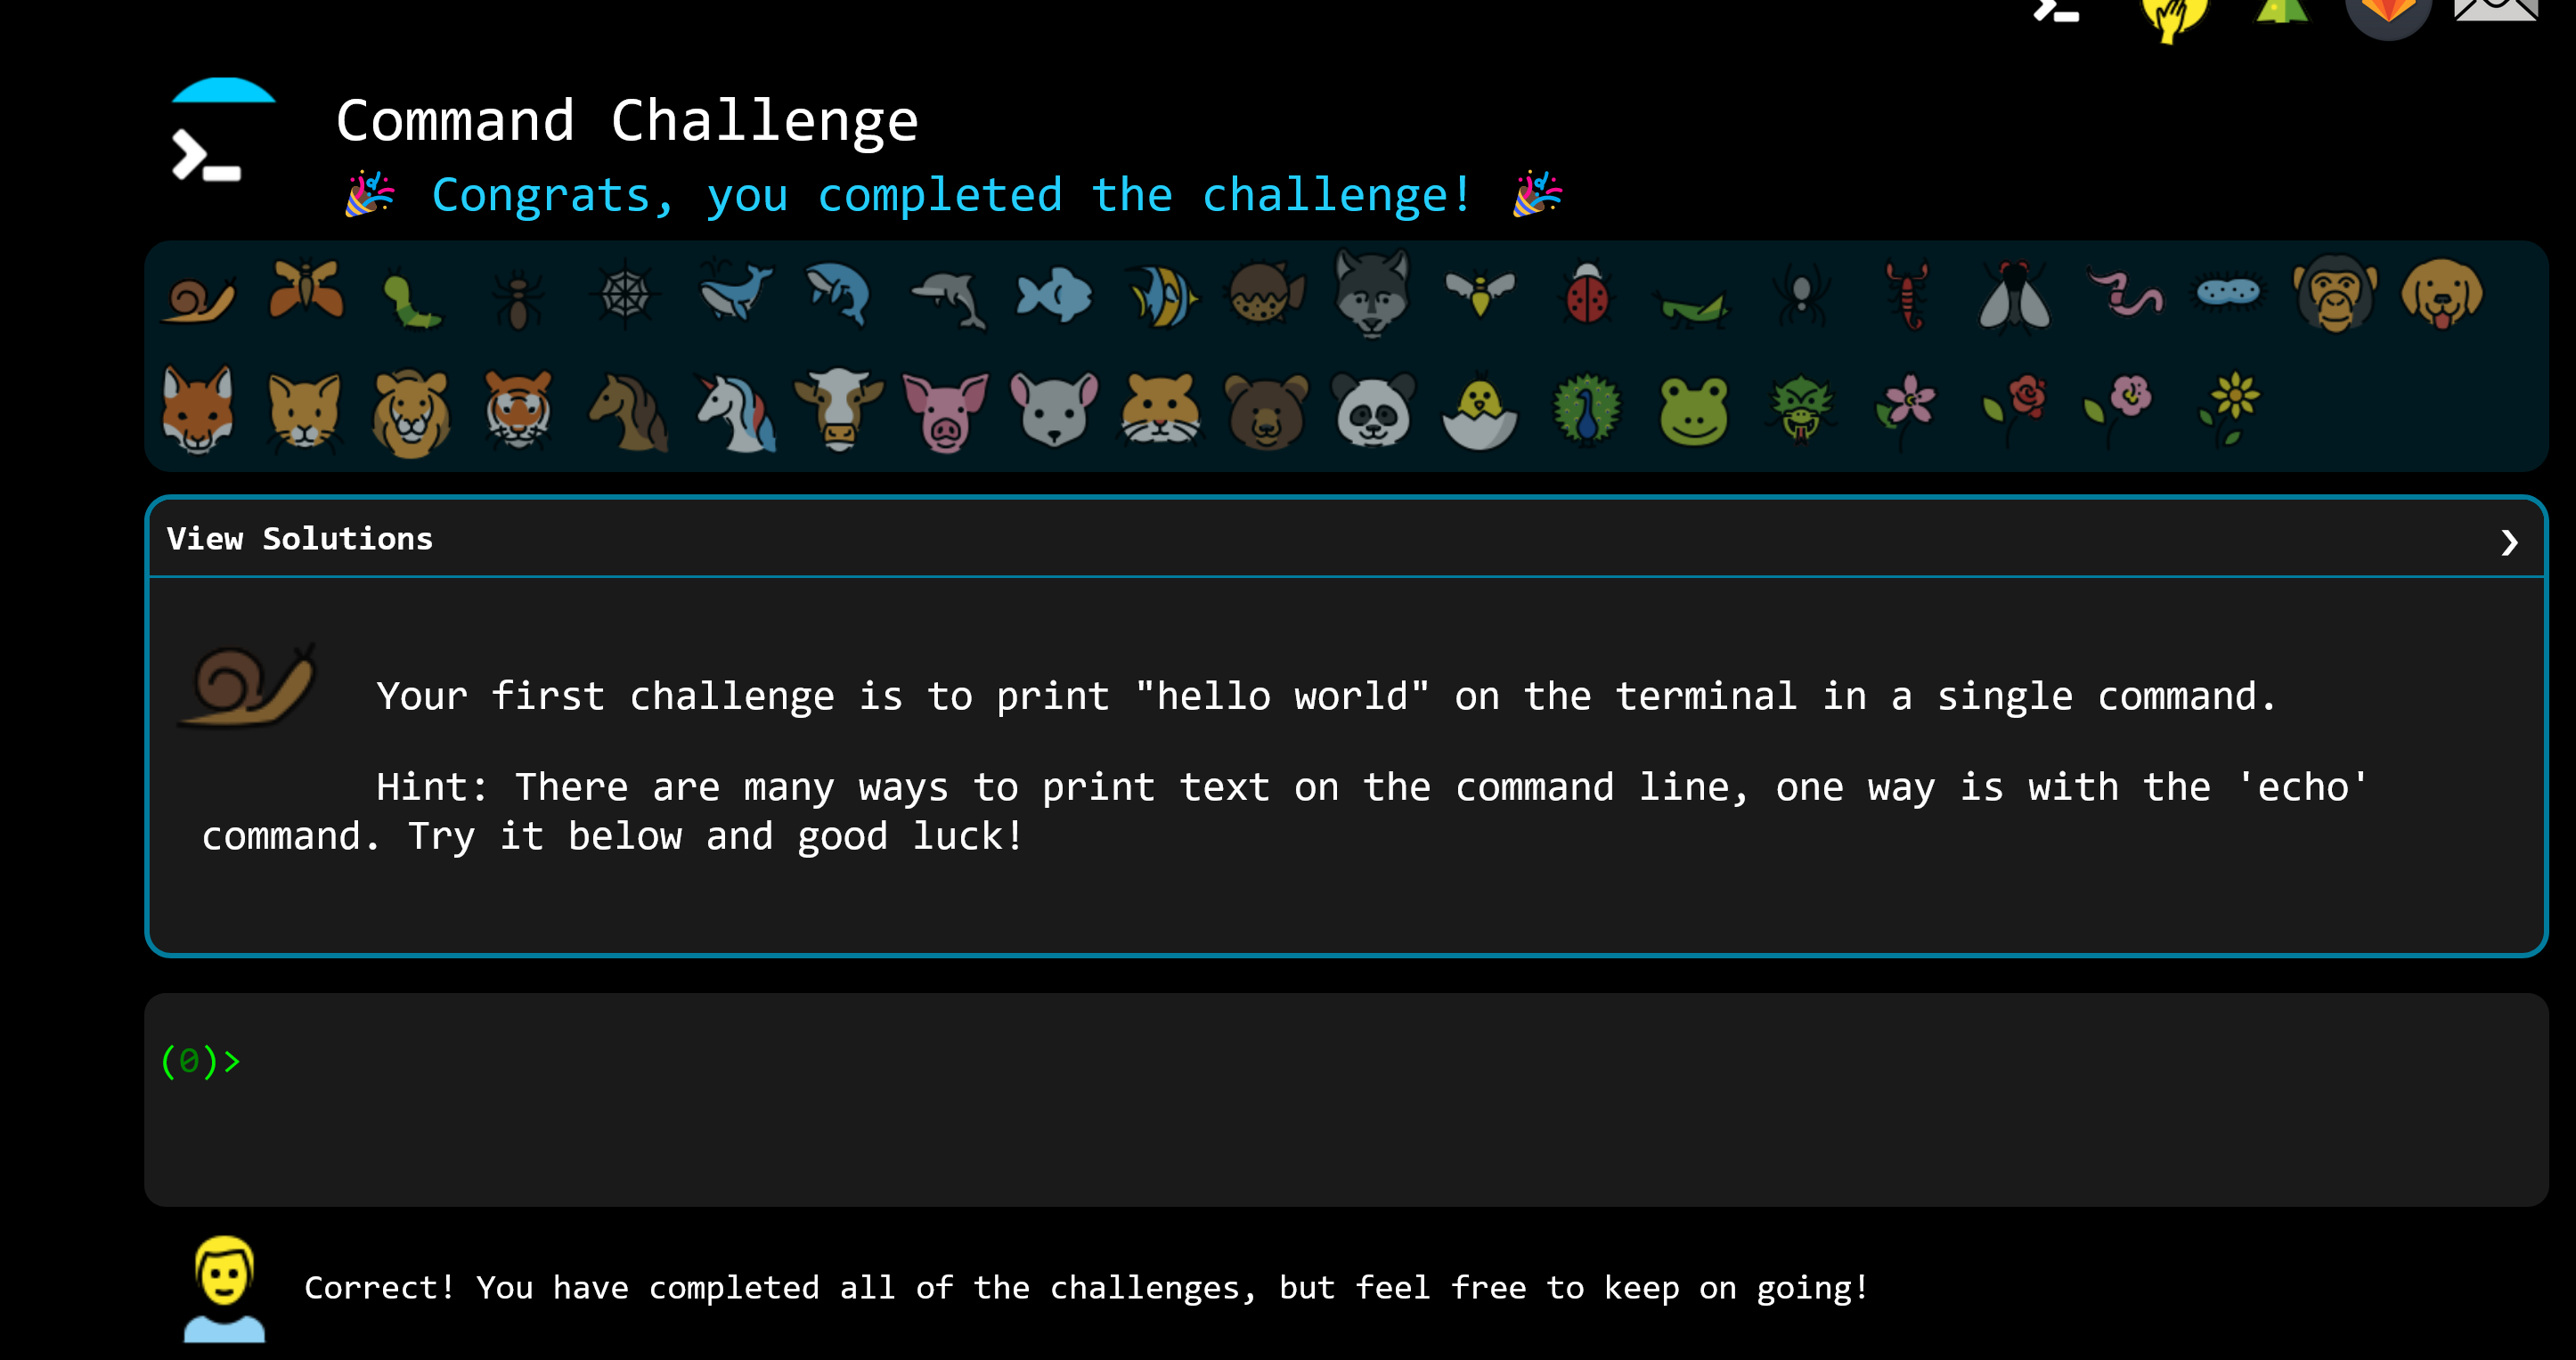 Command Challenge
🎉 Congrats, you completed the challenge! 🎉
View Solutions ❯
Your first challenge is to print "hello world" on the terminal in a single command.
Hint: There are many ways to print text on the command line, one way is with the 'echo'
command. Try it below and good luck!
(0)>
Correct! You have completed all of the challenges, but feel free to keep on going!